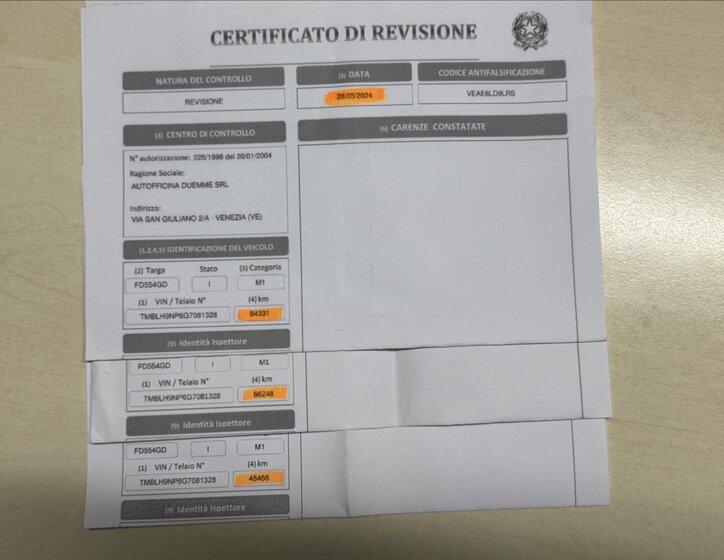 CERTIFICATO DI REVISIONE
NATURA DEL CONTROLLO
REVISIONE
(3) DATA
28/05/2024
CODICE ANTIFALSIFICAZIONE
VEAE6LD9LRS
(3) CENTRO DI CONTROLLO
N° autorizzazione: 025/1998 del 20/01/2004
Ragione Sociale:
AUTOFFICINA DUEMME SRL
Indirizzo:
VIA SAN GIULIANO 2/A - VENEZIA (VE)
(6) CARENZE CONSTATATE
(1,2,4,5) IDENTIFICAZIONE DEL VEICOLO
(2) Targa Stato (5) Categoria
FD554GD I M1
(1) VIN / Telaio N° (4) km
TMBLH9NP6G7081328 84331
(9) Identità Ispettore
FD554GD I M1
(1) VIN / Telaio N° (4) km
TMBLH9NP6G7081328 66248
(9) Identità Ispettore
FD554GD I M1
(1) VIN / Telaio N° (4) km
TMBLH9NP6G7081328 48466
(9) Identità Ispettore